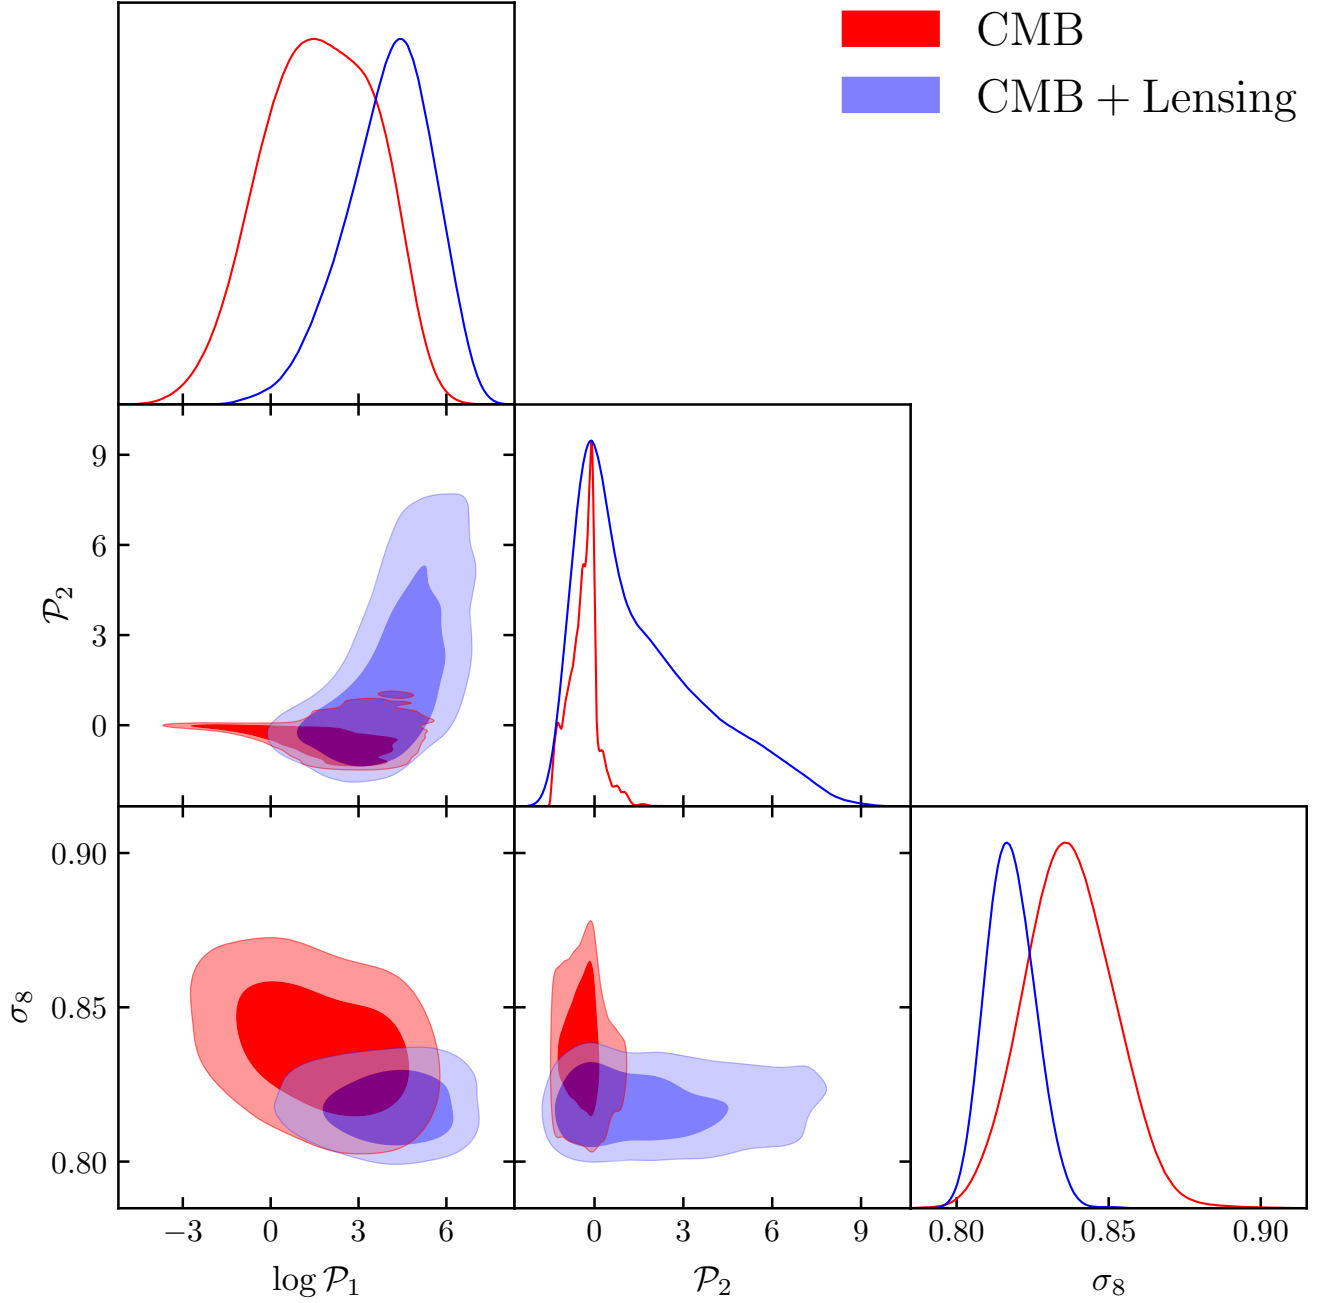 CMB
CMB + Lensing
9
6
3
0
𝒫₂
0.90
0.85
0.80
σ₈
−3 0 3 6
0 3 6 9
0.80 0.85 0.90
log 𝒫₁
𝒫₂
σ₈